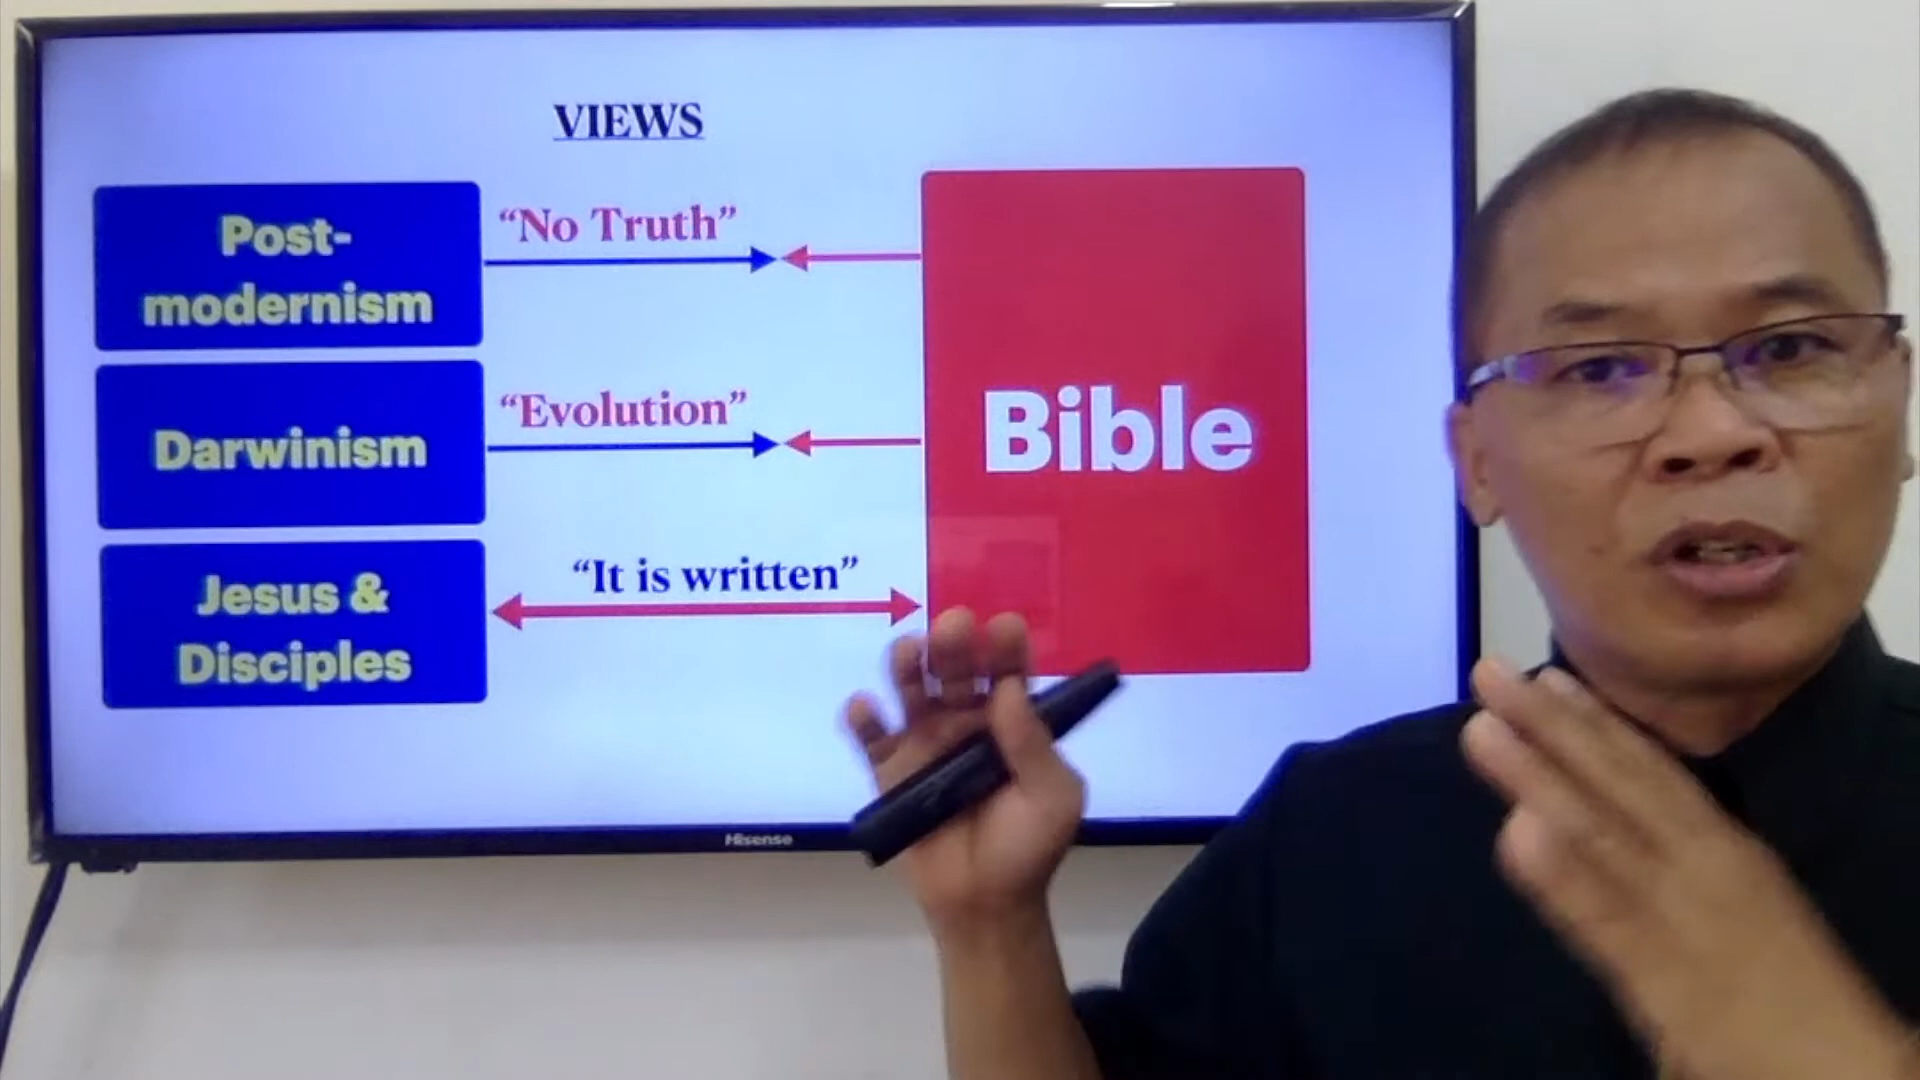 VIEWS
Post-
modernism
“No Truth”
Darwinism
“Evolution”
Jesus &
Disciples
“It is written”
Bible
Hisense